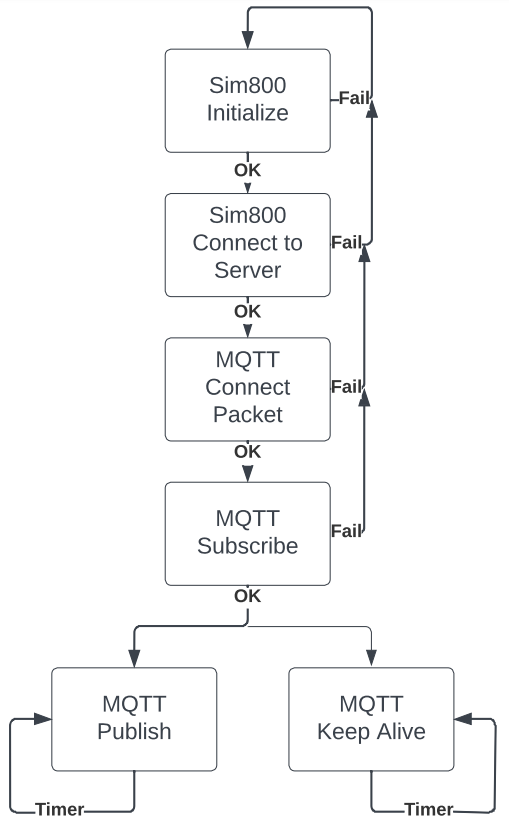 Sim800
Initialize
Fail
OK
Sim800
Connect to
Server
Fail
OK
MQTT
Connect
Packet
Fail
OK
MQTT
Subscribe
Fail
OK
MQTT
Publish
Timer
MQTT
Keep Alive
Timer